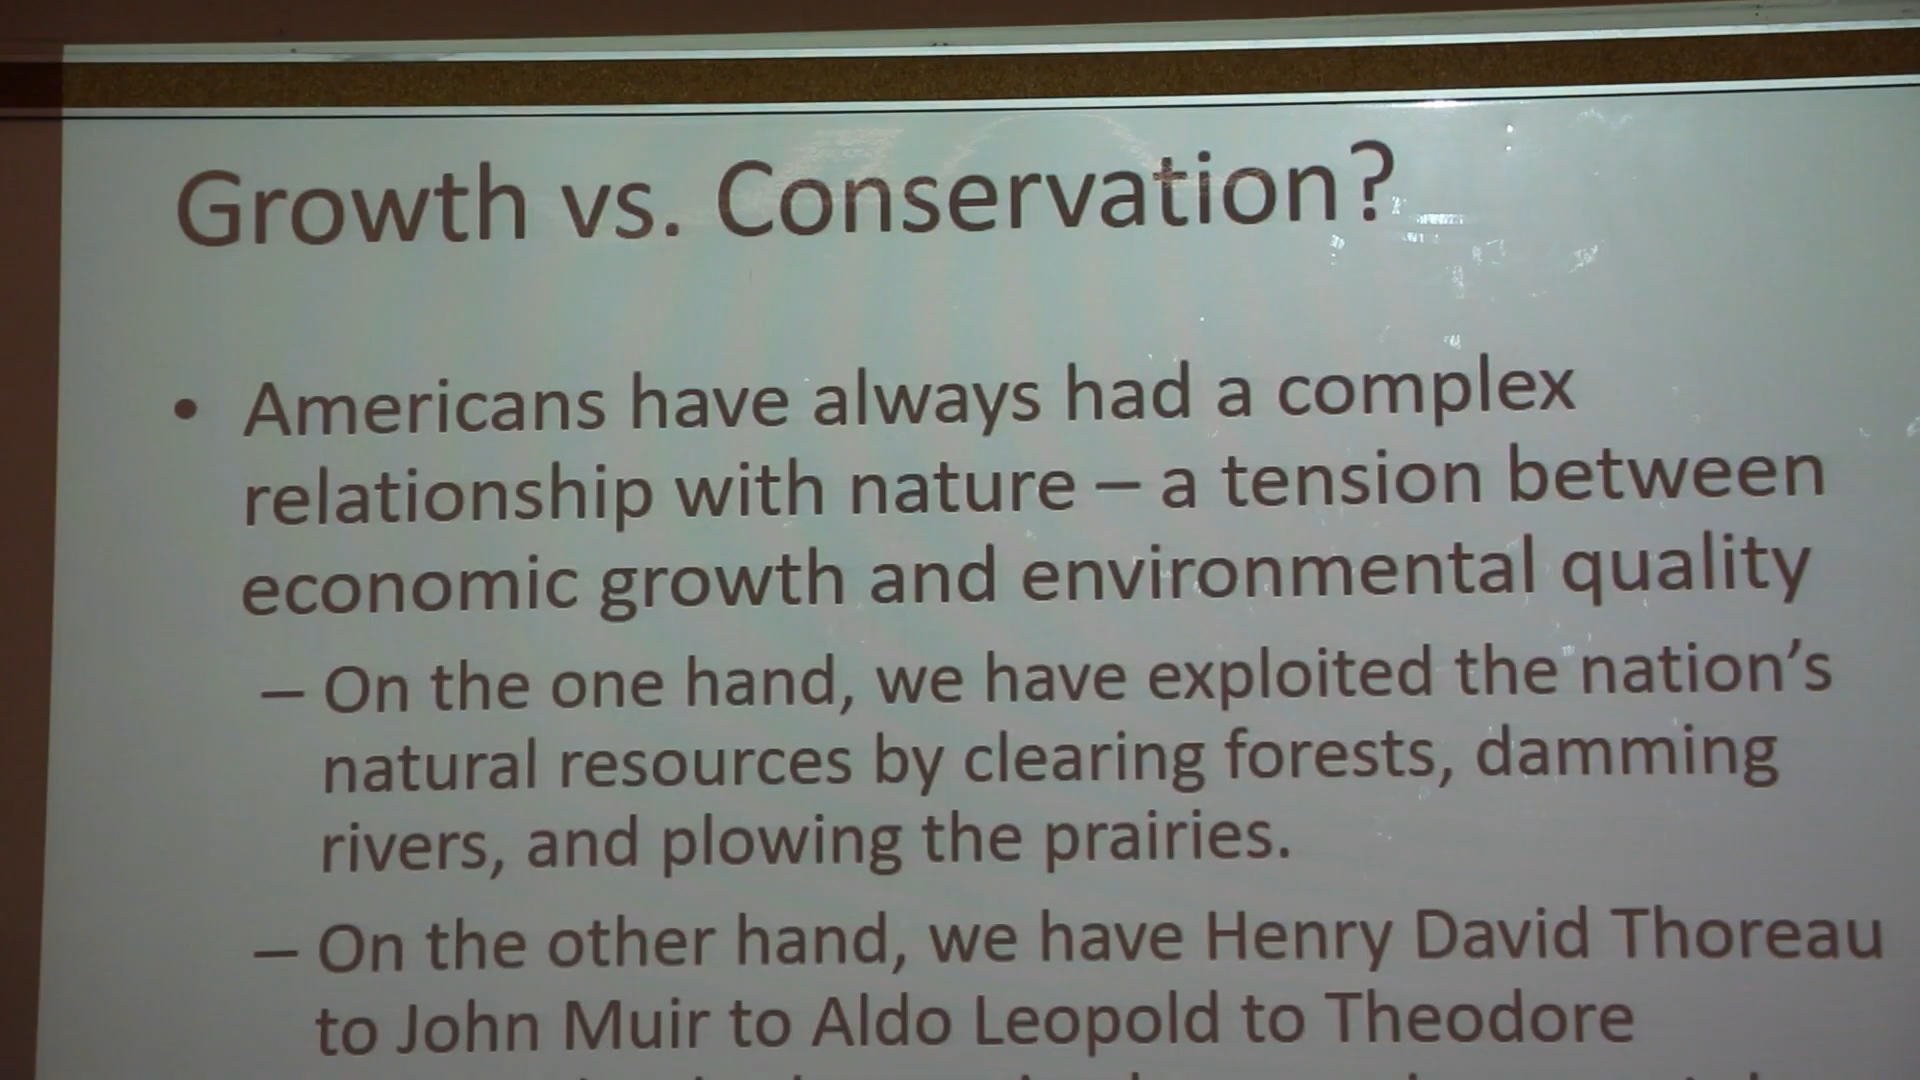 Growth vs. Conservation?
• Americans have always had a complex
relationship with nature – a tension between
economic growth and environmental quality
– On the one hand, we have exploited the nation’s
natural resources by clearing forests, damming
rivers, and plowing the prairies.
– On the other hand, we have Henry David Thoreau
to John Muir to Aldo Leopold to Theodore